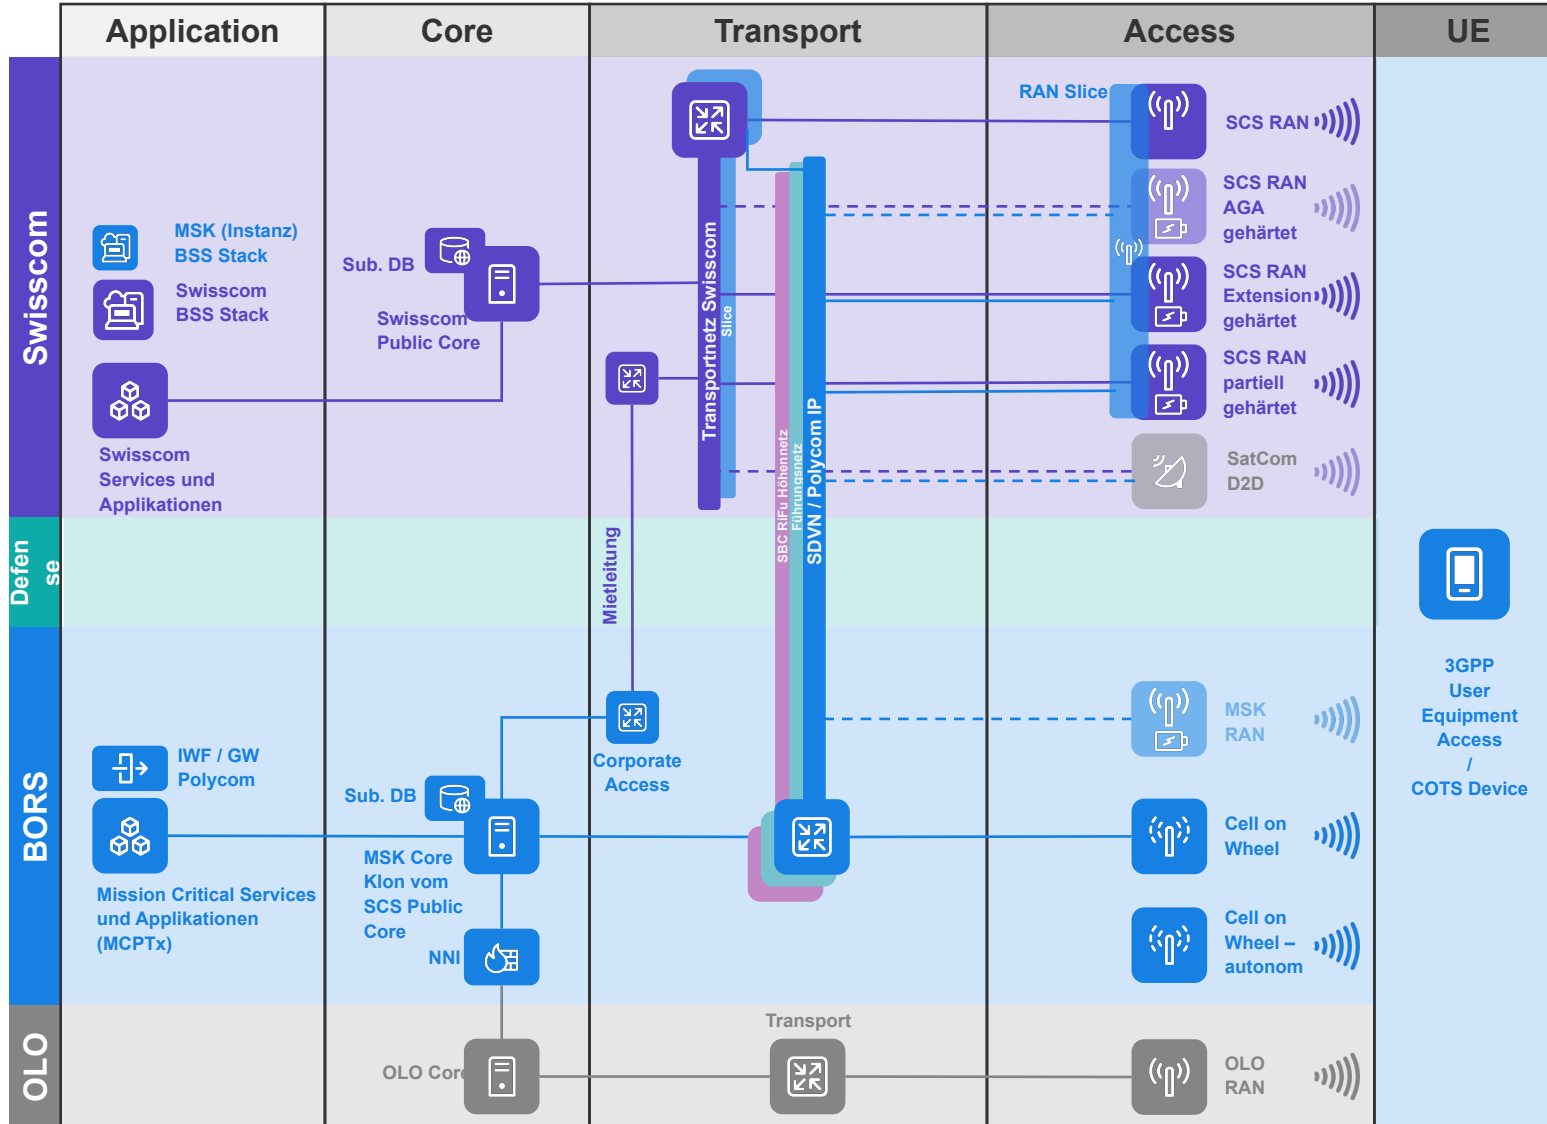 Application
Core
Transport
Access
UE
Swisscom
RAN Slice
SCS RAN
SCS RAN
AGA
gehärtet
MSK (Instanz)
BSS Stack
Swisscom
BSS Stack
Sub. DB
Swisscom
Public Core
Transportnetz Swisscom
Slice
SCS RAN
Extension
gehärtet
SCS RAN
partiell
gehärtet
Swisscom
Services und
Applikationen
SBC RiFu Höhennetz
Führungsnetz
SDVN / Polycom IP
SatCom
D2D
Defen
se
Mietleitung
3GPP
User
Equipment
Access
/
COTS Device
BORS
MSK
RAN
IWF / GW
Polycom
Corporate
Access
Sub. DB
Mission Critical Services
und Applikationen
(MCPTx)
MSK Core
Klon vom
SCS Public
Core
NNI
Cell on
Wheel
Cell on
Wheel –
autonom
OLO
Transport
OLO Core
OLO
RAN